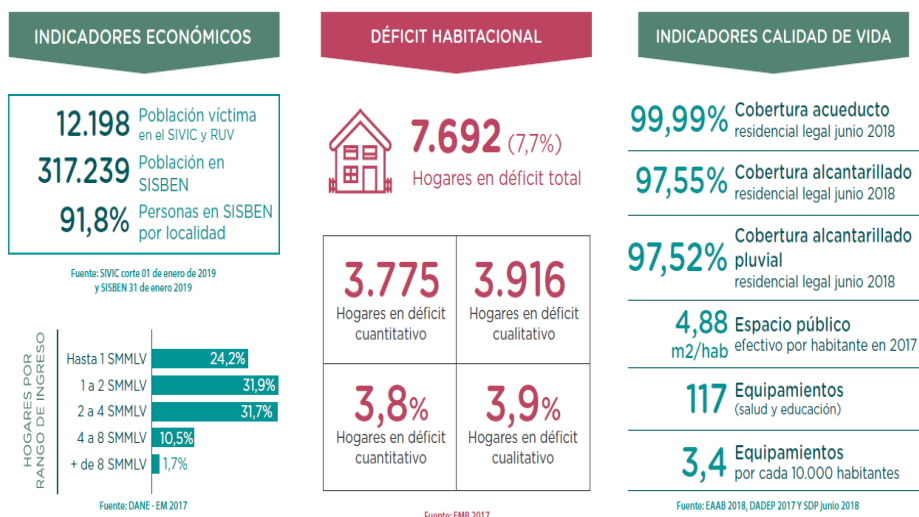 INDICADORES ECONÓMICOS
12.198 Población víctima
en el SIVIC y RUV
317.239 Población en
SISBEN
91,8% Personas en SISBEN
por localidad
Fuente: SIVIC corte 01 de enero de 2019
y SISBEN 31 de enero 2019
HOGARES POR
RANGO DE INGRESO
Hasta 1 SMMLV 24,2%
1 a 2 SMMLV 31,9%
2 a 4 SMMLV 31,7%
4 a 8 SMMLV 10,5%
+ de 8 SMMLV 1,7%
Fuente: DANE - EM 2017
DÉFICIT HABITACIONAL
7.692 (7,7%)
Hogares en déficit total
3.775
Hogares en déficit
cuantitativo
3.916
Hogares en déficit
cualitativo
3,8%
Hogares en déficit
cuantitativo
3,9%
Hogares en déficit
cualitativo
Fuente: EMB 2017
INDICADORES CALIDAD DE VIDA
99,99% Cobertura acueducto
residencial legal junio 2018
97,55% Cobertura alcantarillado
residencial legal junio 2018
97,52% Cobertura alcantarillado
pluvial
residencial legal junio 2018
4,88 Espacio público
m2/hab efectivo por habitante en 2017
117 Equipamientos
(salud y educación)
3,4 Equipamientos
por cada 10.000 habitantes
Fuente: EAAB 2018, DADEP 2017 Y SDP junio 2018